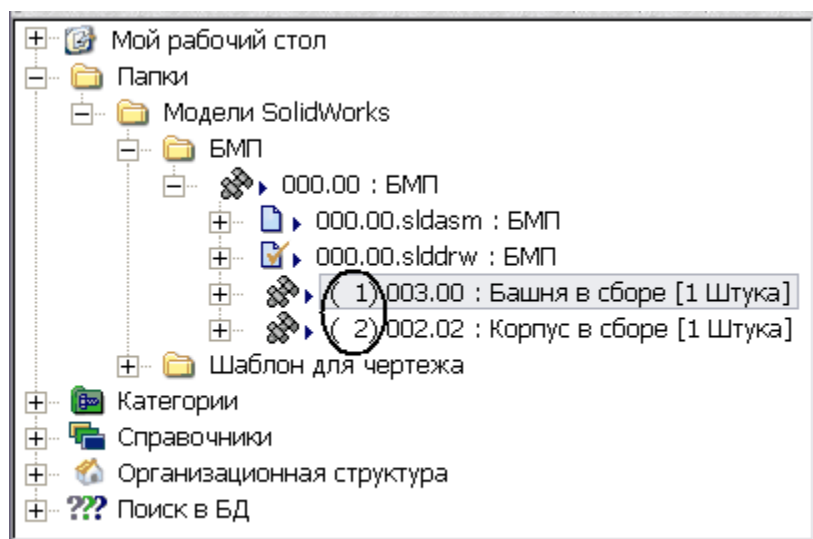 Мой рабочий стол
Папки
Модели SolidWorks
БМП
000.00 : БМП
000.00.sldasm : БМП
000.00.slddrw : БМП
( 1) 003.00 : Башня в сборе [1 Штука]
( 2) 002.02 : Корпус в сборе [1 Штука]
Шаблон для чертежа
Категории
Справочники
Организационная структура
??? Поиск в БД